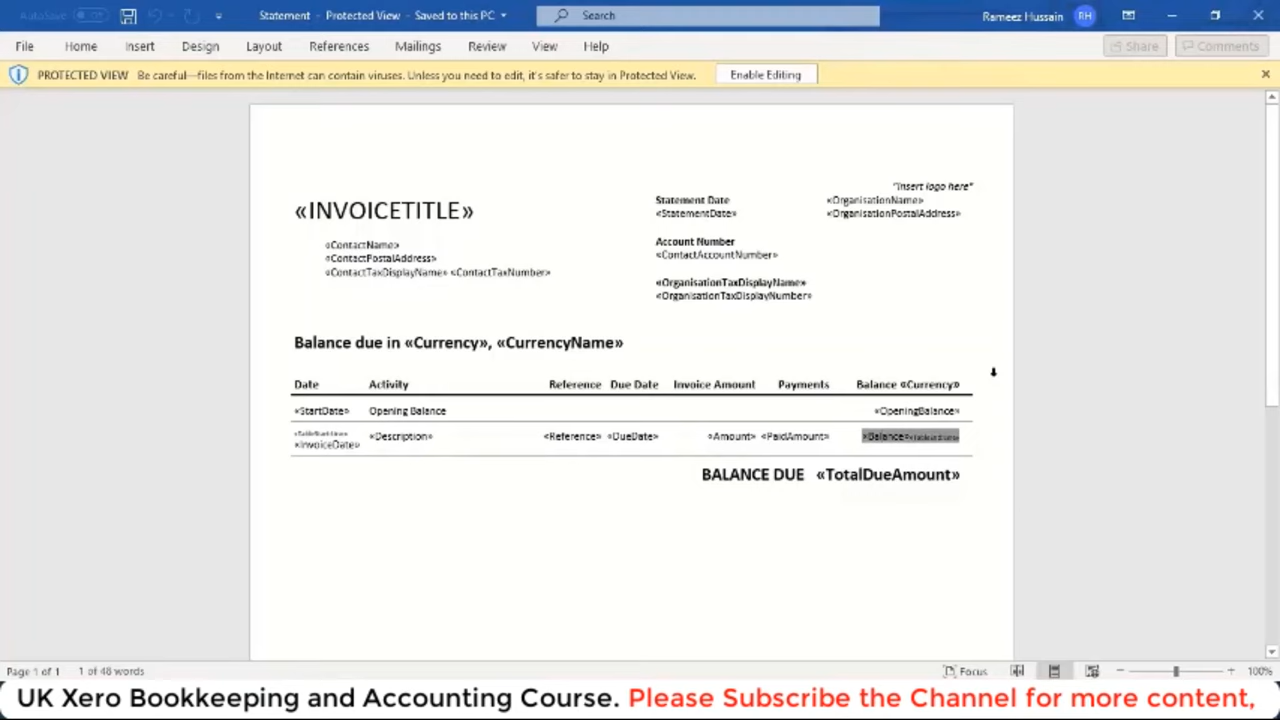 AutoSave Off Statement - Protected View - Saved to this PC Search Rameez Hussain RH
File Home Insert Design Layout References Mailings Review View Help Share Comments
PROTECTED VIEW Be careful—files from the Internet can contain viruses. Unless you need to edit, it's safer to stay in Protected View. Enable Editing
"Insert logo here"
«INVOICETITLE»
«ContactName»
«ContactPostalAddress»
«ContactTaxDisplayName» «ContactTaxNumber»
Statement Date
«StatementDate»
Account Number
«ContactAccountNumber»
«OrganisationTaxDisplayName»
«OrganisationTaxDisplayNumber»
«OrganisationName»
«OrganisationPostalAddress»
Balance due in «Currency», «CurrencyName»
Date Activity Reference Due Date Invoice Amount Payments Balance «Currency»
«StartDate» Opening Balance «OpeningBalance»
«InvoiceDate» «Description» «Reference» «DueDate» «Amount» «PaidAmount» «Balance»
BALANCE DUE «TotalDueAmount»
Page 1 of 1 1 of 48 words Focus 100%
UK Xero Bookkeeping and Accounting Course. Please Subscribe the Channel for more content,